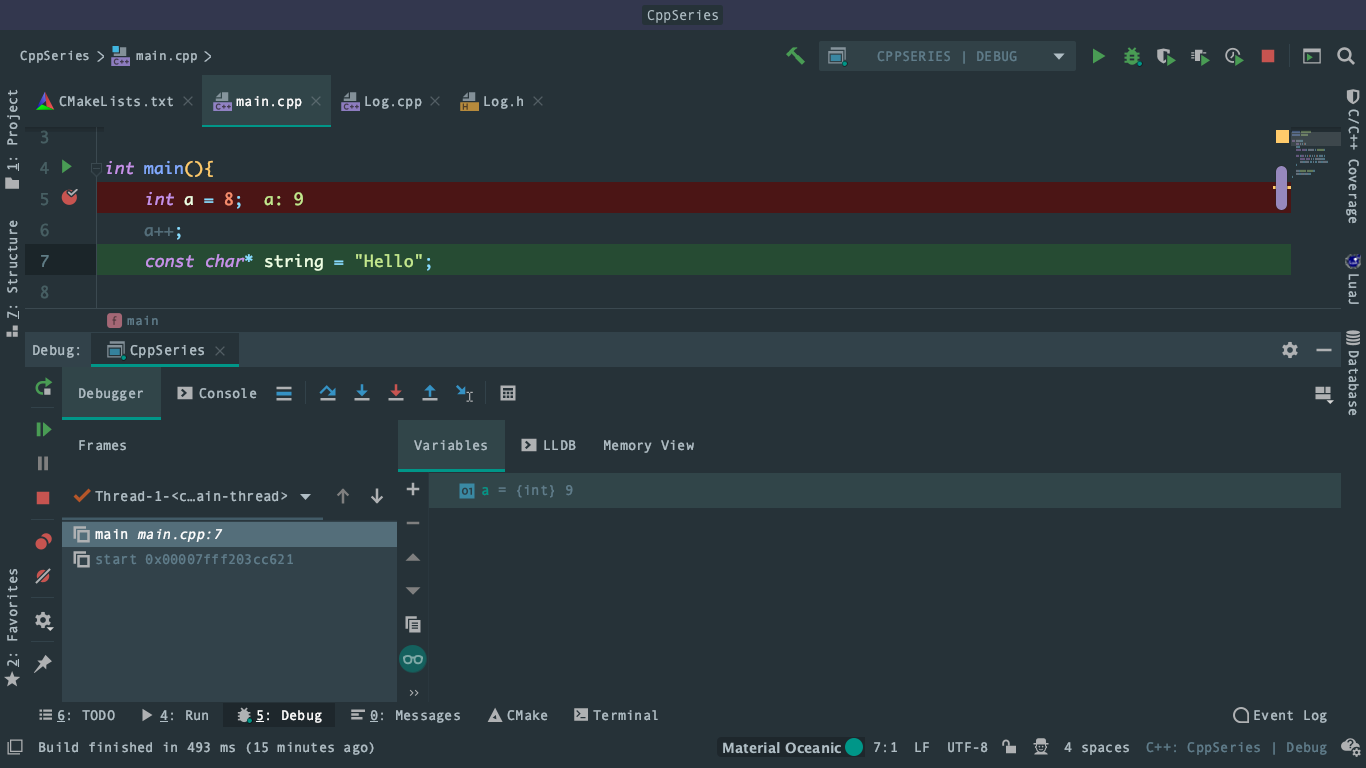 CppSeries
CppSeries > main.cpp >
CPPSERIES | DEBUG
CMakeLists.txt
main.cpp
Log.cpp
Log.h
1: Project
Z: Structure
2: Favorites
C/C++ Coverage
LuaJ
Database
3
4 int main(){
5 int a = 8; a: 9
6 a++;
7 const char* string = "Hello";
8
f main
Debug: CppSeries
Debugger
Console
Frames
Variables
LLDB
Memory View
Thread-1-<c…ain-thread>
01 a = {int} 9
main main.cpp:7
start 0x00007fff203cc621
6: TODO
4: Run
5: Debug
0: Messages
CMake
Terminal
Event Log
Build finished in 493 ms (15 minutes ago)
Material Oceanic
7:1 LF UTF-8 4 spaces C++: CppSeries | Debug